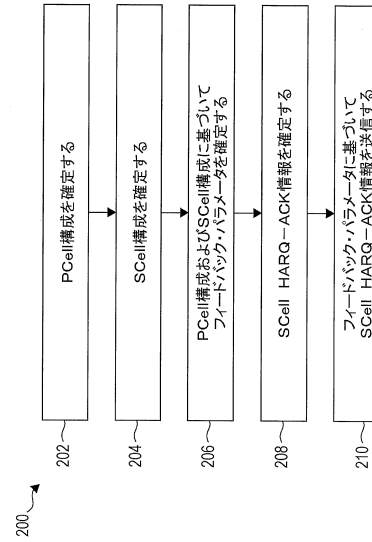 200
202
PCell構成を確定する
204
SCell構成を確定する
206
PCell構成およびSCell構成に基づいて
フィードバック・パラメータを確定する
208
SCell HARQ－ACK情報を確定する
210
フィードバック・パラメータに基づいて
SCell HARQ－ACK情報を送信する